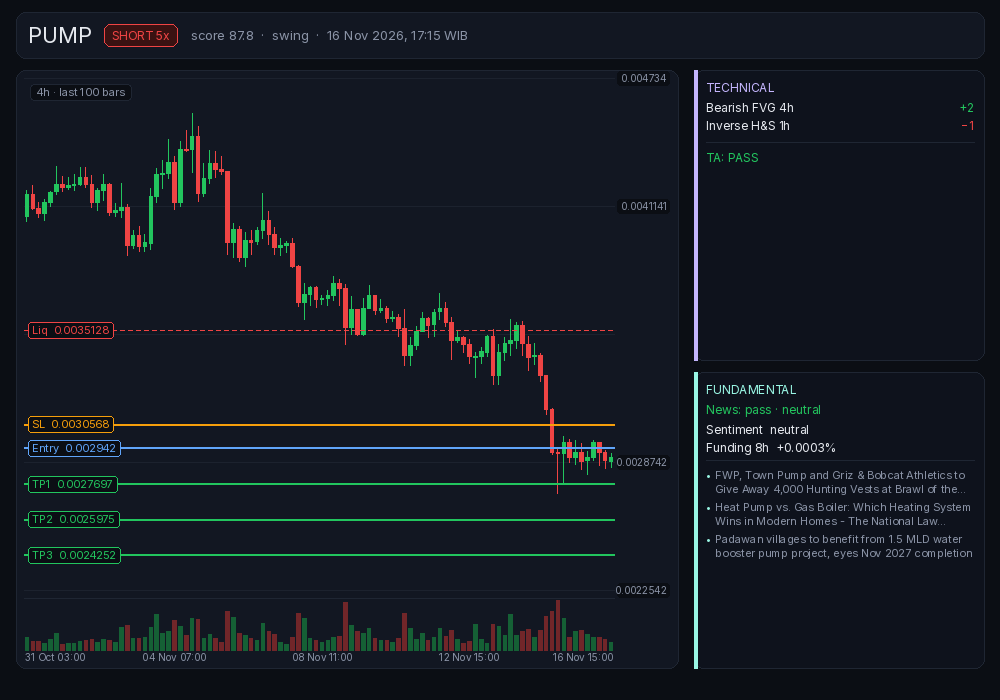 PUMP SHORT 5x score 87.8 · swing · 16 Nov 2026, 17:15 WIB
4h · last 100 bars
0.004734
0.0041141
Liq 0.0035128
SL 0.0030568
Entry 0.002942
0.0028742
TP1 0.0027697
TP2 0.0025975
TP3 0.0024252
0.0022542
31 Oct 03:00 04 Nov 07:00 08 Nov 11:00 12 Nov 15:00 16 Nov 15:00
TECHNICAL
Bearish FVG 4h +2
Inverse H&S 1h −1
TA: PASS
FUNDAMENTAL
News: pass · neutral
Sentiment neutral
Funding 8h +0.0003%
• FWP, Town Pump and Griz & Bobcat Athletics to
Give Away 4,000 Hunting Vests at Brawl of the…
• Heat Pump vs. Gas Boiler: Which Heating System
Wins in Modern Homes - The National Law…
• Padawan villages to benefit from 1.5 MLD water
booster pump project, eyes Nov 2027 completion